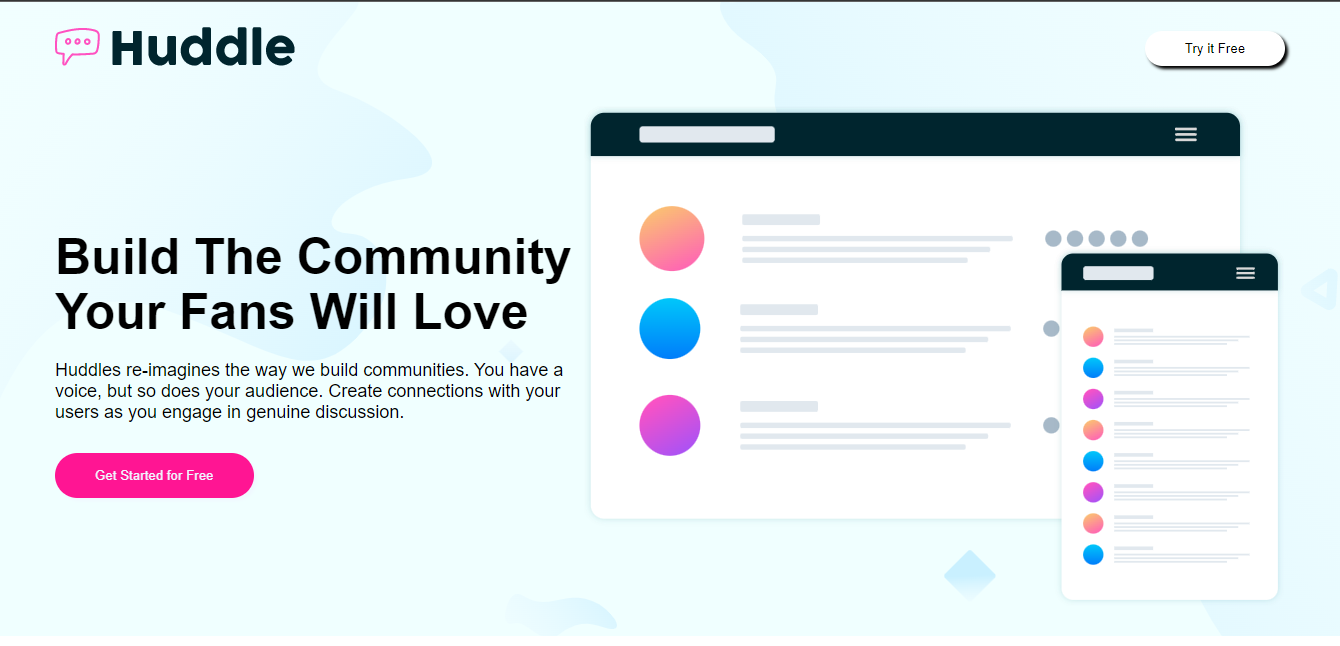 Huddle
Try it Free
Build The Community
Your Fans Will Love
Huddles re-imagines the way we build communities. You have a
voice, but so does your audience. Create connections with your
users as you engage in genuine discussion.
Get Started for Free